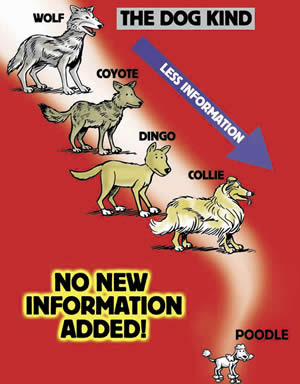 WOLF
THE DOG KIND
COYOTE
LESS INFORMATION
DINGO
COLLIE
NO NEW
INFORMATION
ADDED!
POODLE